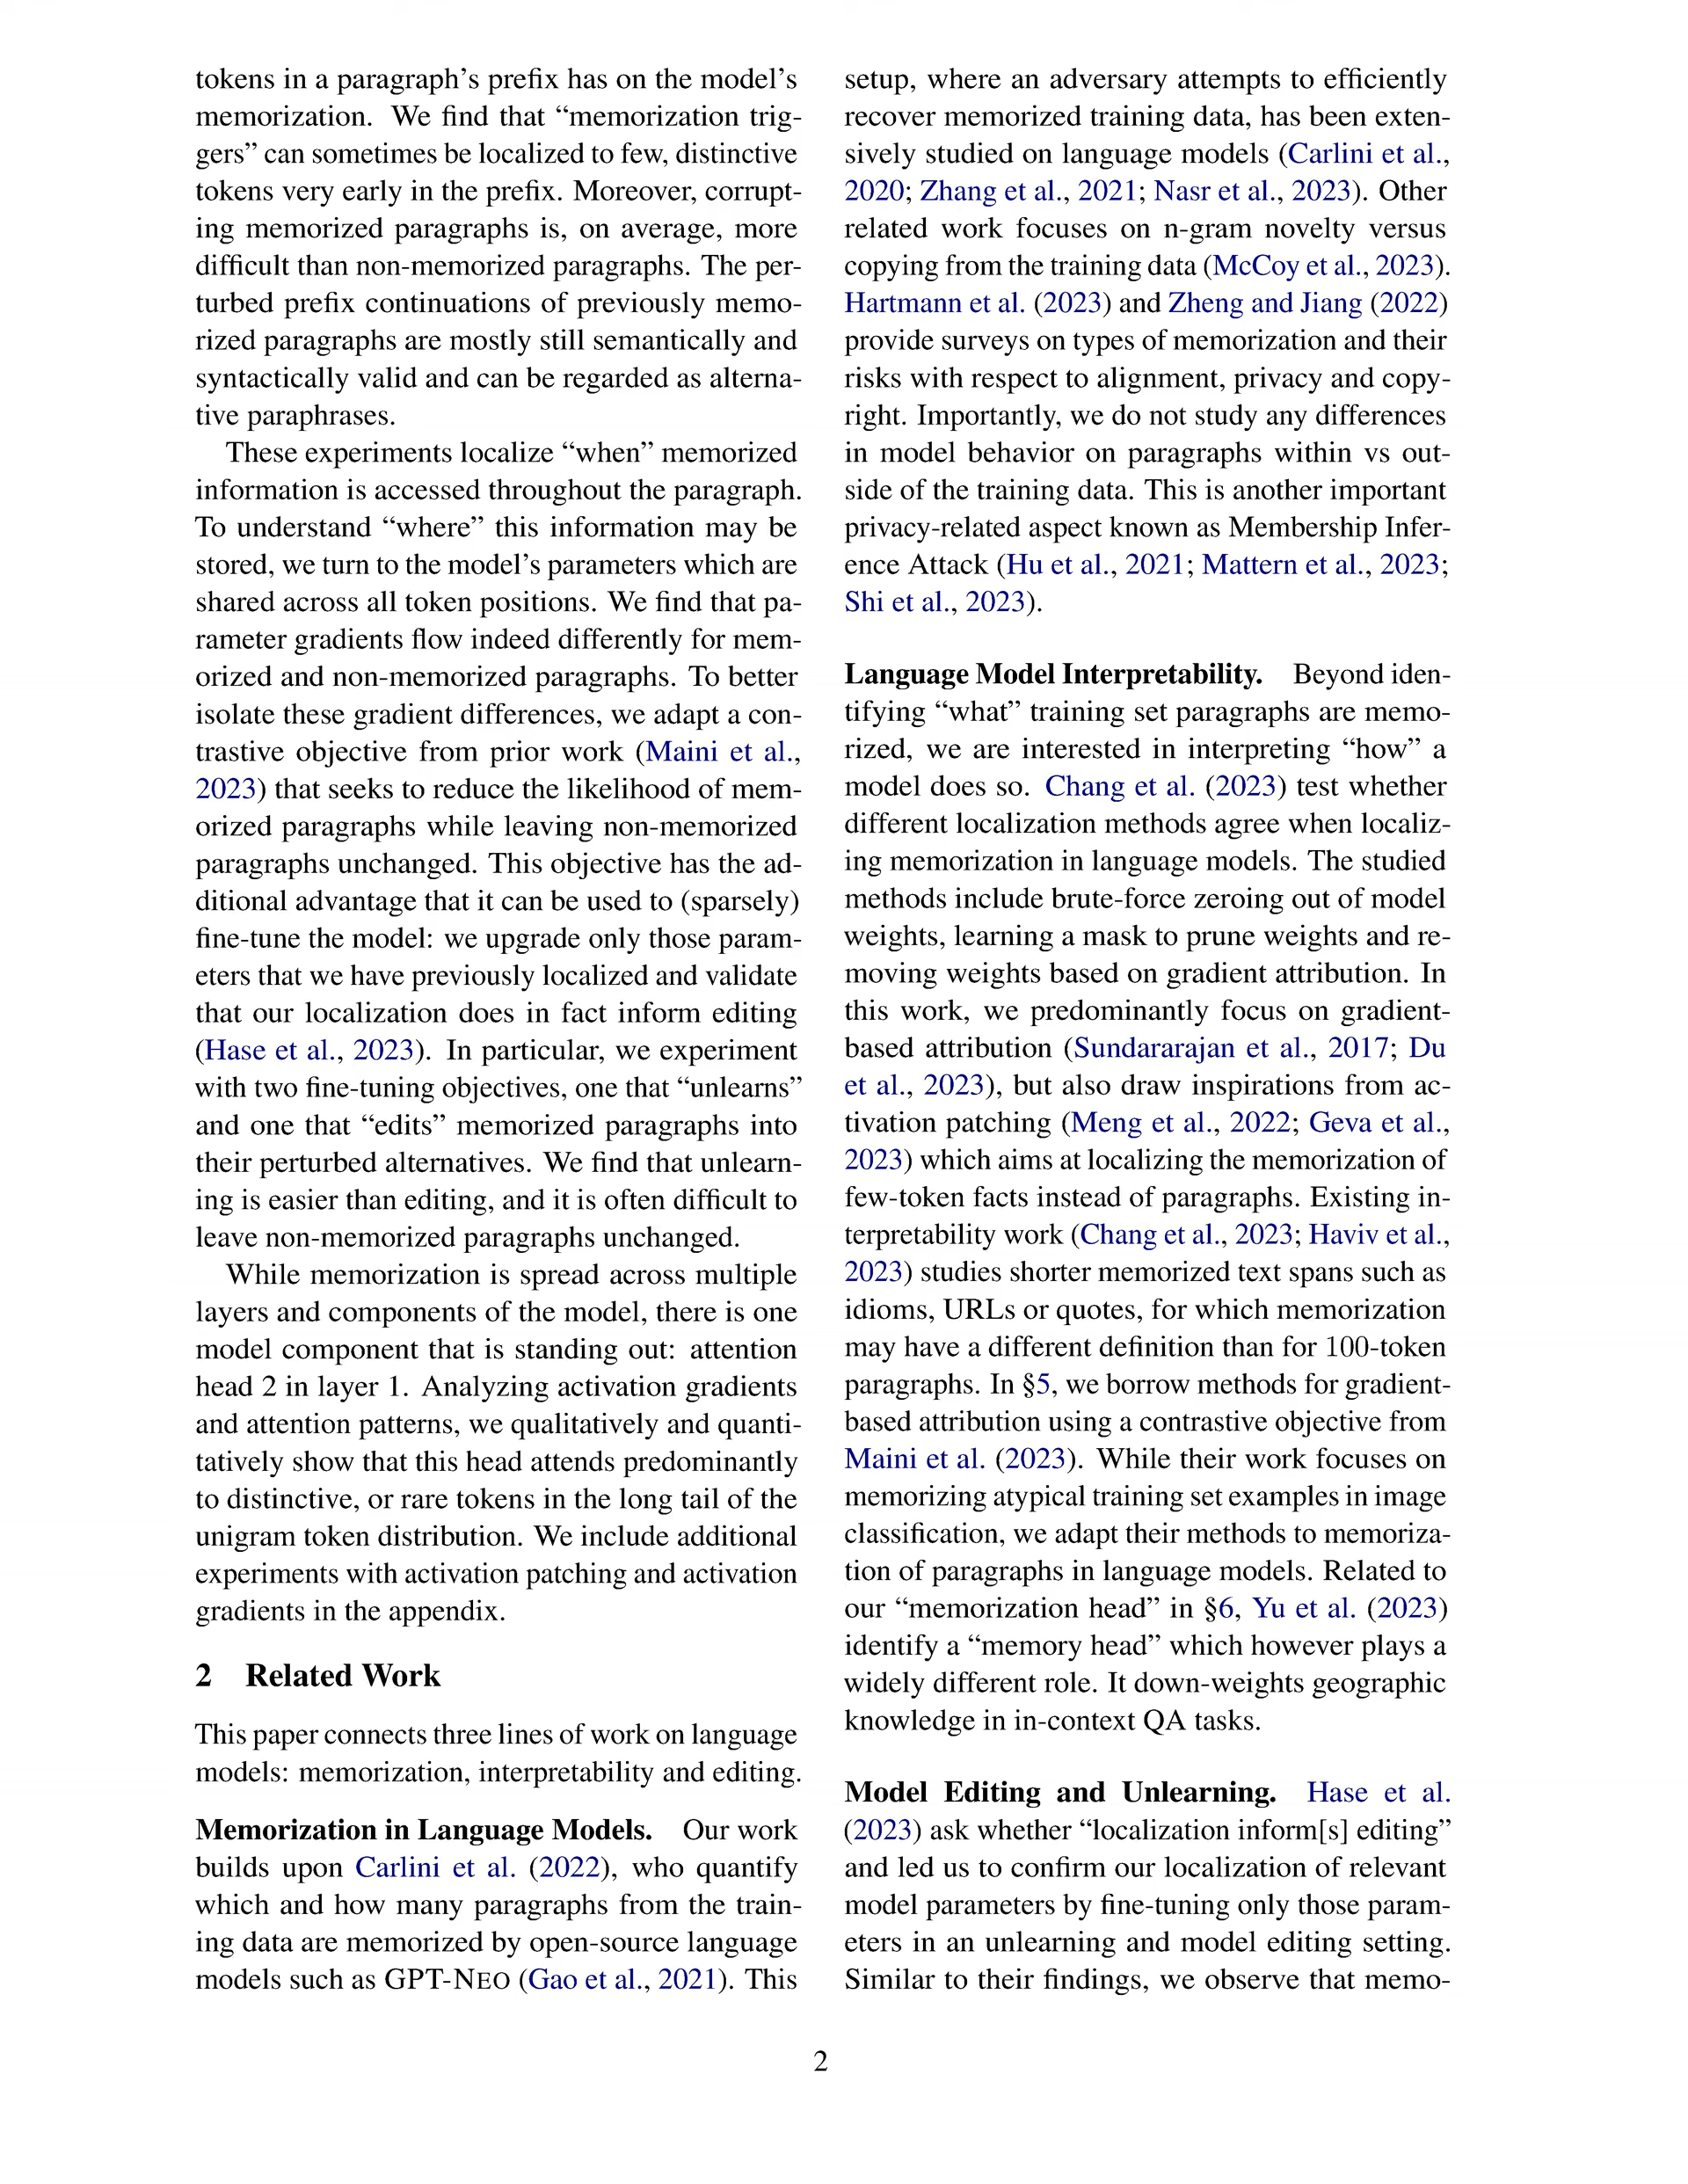 tokens in a paragraph’s prefix has on the model’s
memorization. We find that “memorization trig-
gers” can sometimes be localized to few, distinctive
tokens very early in the prefix. Moreover, corrupt-
ing memorized paragraphs is, on average, more
difficult than non-memorized paragraphs. The per-
turbed prefix continuations of previously memo-
rized paragraphs are mostly still semantically and
syntactically valid and can be regarded as alterna-
tive paraphrases.
These experiments localize “when” memorized
information is accessed throughout the paragraph.
To understand “where” this information may be
stored, we turn to the model’s parameters which are
shared across all token positions. We find that pa-
rameter gradients flow indeed differently for mem-
orized and non-memorized paragraphs. To better
isolate these gradient differences, we adapt a con-
trastive objective from prior work (Maini et al.,
2023) that seeks to reduce the likelihood of mem-
orized paragraphs while leaving non-memorized
paragraphs unchanged. This objective has the ad-
ditional advantage that it can be used to (sparsely)
fine-tune the model: we upgrade only those param-
eters that we have previously localized and validate
that our localization does in fact inform editing
(Hase et al., 2023). In particular, we experiment
with two fine-tuning objectives, one that “unlearns”
and one that “edits” memorized paragraphs into
their perturbed alternatives. We find that unlearn-
ing is easier than editing, and it is often difficult to
leave non-memorized paragraphs unchanged.
While memorization is spread across multiple
layers and components of the model, there is one
model component that is standing out: attention
head 2 in layer 1. Analyzing activation gradients
and attention patterns, we qualitatively and quanti-
tatively show that this head attends predominantly
to distinctive, or rare tokens in the long tail of the
unigram token distribution. We include additional
experiments with activation patching and activation
gradients in the appendix.
2 Related Work
This paper connects three lines of work on language
models: memorization, interpretability and editing.
Memorization in Language Models. Our work
builds upon Carlini et al. (2022), who quantify
which and how many paragraphs from the train-
ing data are memorized by open-source language
models such as GPT-NEO (Gao et al., 2021). This
setup, where an adversary attempts to efficiently
recover memorized training data, has been exten-
sively studied on language models (Carlini et al.,
2020; Zhang et al., 2021; Nasr et al., 2023). Other
related work focuses on n-gram novelty versus
copying from the training data (McCoy et al., 2023).
Hartmann et al. (2023) and Zheng and Jiang (2022)
provide surveys on types of memorization and their
risks with respect to alignment, privacy and copy-
right. Importantly, we do not study any differences
in model behavior on paragraphs within vs out-
side of the training data. This is another important
privacy-related aspect known as Membership Infer-
ence Attack (Hu et al., 2021; Mattern et al., 2023;
Shi et al., 2023).
Language Model Interpretability. Beyond iden-
tifying “what” training set paragraphs are memo-
rized, we are interested in interpreting “how” a
model does so. Chang et al. (2023) test whether
different localization methods agree when localiz-
ing memorization in language models. The studied
methods include brute-force zeroing out of model
weights, learning a mask to prune weights and re-
moving weights based on gradient attribution. In
this work, we predominantly focus on gradient-
based attribution (Sundararajan et al., 2017; Du
et al., 2023), but also draw inspirations from ac-
tivation patching (Meng et al., 2022; Geva et al.,
2023) which aims at localizing the memorization of
few-token facts instead of paragraphs. Existing in-
terpretability work (Chang et al., 2023; Haviv et al.,
2023) studies shorter memorized text spans such as
idioms, URLs or quotes, for which memorization
may have a different definition than for 100-token
paragraphs. In §5, we borrow methods for gradient-
based attribution using a contrastive objective from
Maini et al. (2023). While their work focuses on
memorizing atypical training set examples in image
classification, we adapt their methods to memoriza-
tion of paragraphs in language models. Related to
our “memorization head” in §6, Yu et al. (2023)
identify a “memory head” which however plays a
widely different role. It down-weights geographic
knowledge in in-context QA tasks.
Model Editing and Unlearning. Hase et al.
(2023) ask whether “localization inform[s] editing”
and led us to confirm our localization of relevant
model parameters by fine-tuning only those param-
eters in an unlearning and model editing setting.
Similar to their findings, we observe that memo-
2